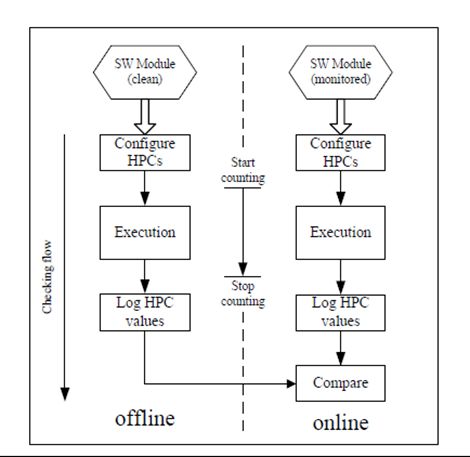 SW Module
(clean)
SW Module
(monitored)
Configure
HPCs
Configure
HPCs
Start
counting
Execution
Execution
Checking flow
Stop
counting
Log HPC
values
Log HPC
values
Compare
offline
online